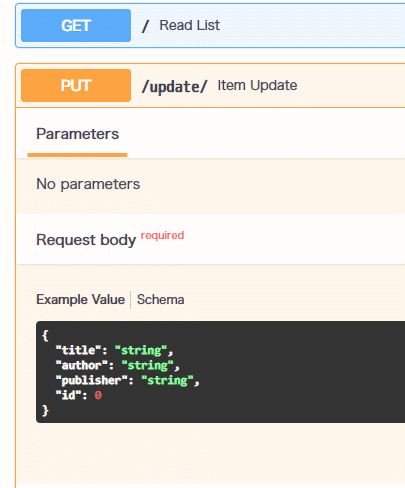 GET / Read List
PUT /update/ Item Update
Parameters
No parameters
Request body required
Example Value Schema
{
  "title": "string",
  "author": "string",
  "publisher": "string",
  "id": 0
}